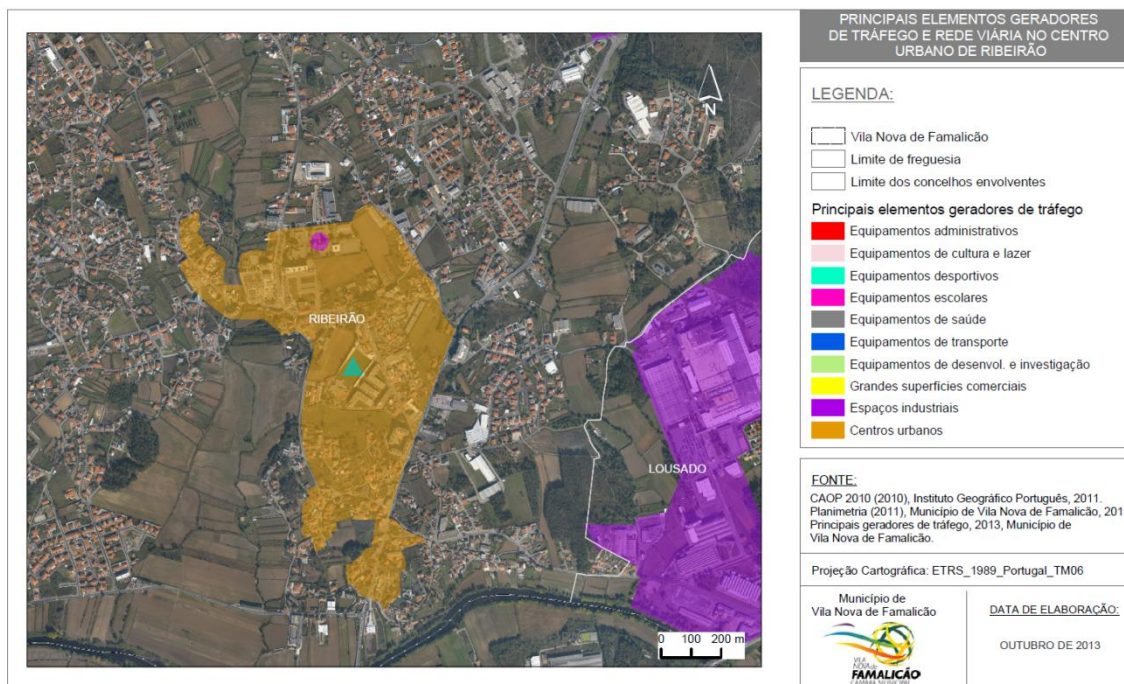 PRINCIPAIS ELEMENTOS GERADORES
DE TRÁFEGO E REDE VIÁRIA NO CENTRO
URBANO DE RIBEIRÃO
N
RIBEIRÃO
LOUSADO
0 100 200 m
LEGENDA:
Vila Nova de Famalicão
Limite de freguesia
Limite dos concelhos envolventes
Principais elementos geradores de tráfego
Equipamentos administrativos
Equipamentos de cultura e lazer
Equipamentos desportivos
Equipamentos escolares
Equipamentos de saúde
Equipamentos de transporte
Equipamentos de desenvol. e investigação
Grandes superfícies comerciais
Espaços industriais
Centros urbanos
FONTE:
CAOP 2010 (2010), Instituto Geográfico Português, 2011.
Planimetria (2011), Município de Vila Nova de Famalicão, 201
Principais geradores de tráfego, 2013, Município de
Vila Nova de Famalicão.
Projeção Cartográfica: ETRS_1989_Portugal_TM06
Município de
Vila Nova de Famalicão
VILA
NOVA de
FAMALICÃO
CÂMARA MUNICIPAL
DATA DE ELABORAÇÃO:
OUTUBRO DE 2013